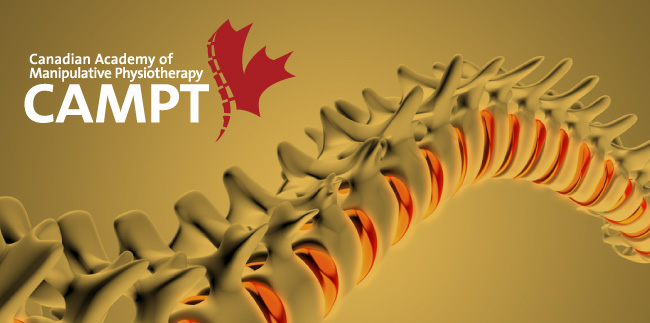 Canadian Academy of
Manipulative Physiotherapy
CAMPT